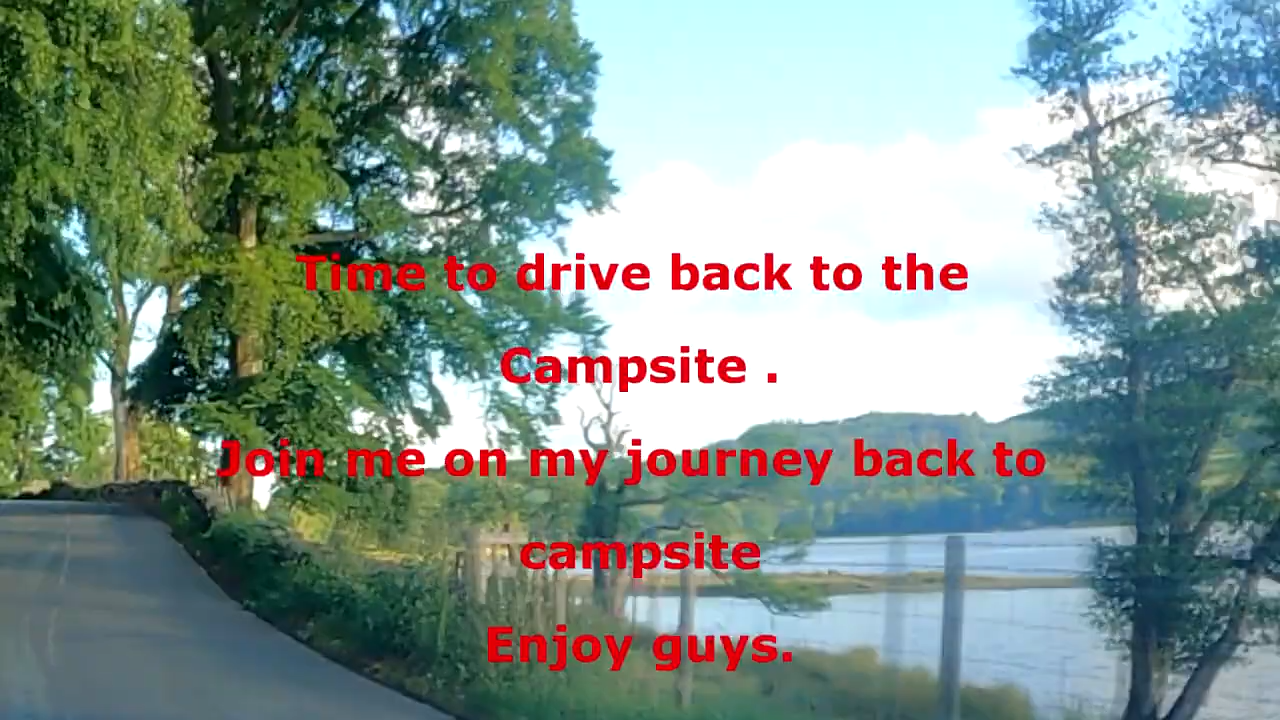 Time to drive back to the
Campsite .
Join me on my journey back to
campsite
Enjoy guys.